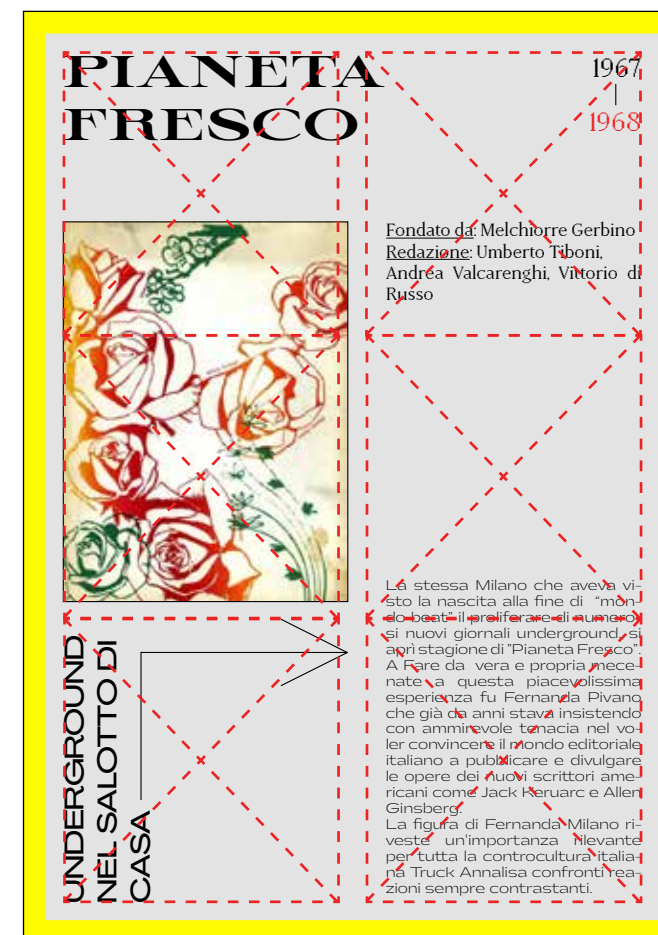 PIANETA
FRESCO
1967
|
1968
Fondato da: Melchiorre Gerbino
Redazione: Umberto Tiboni,
Andrea Valcarenghi, Vittorio di
Russo
La stessa Milano che aveva vi-
sto la nascita alla fine di “mon-
do beat” il proliferare di numero-
si nuovi giornali underground, si
aprì stagione di ”Pianeta Fresco”.
A Fare da vera e propria mece-
nate a questa piacevolissima
esperienza fu Fernanda Pivano
che già da anni stava insistendo
con ammirevole tenacia nel vo-
ler convincere il mondo editoriale
italiano a pubblicare e divulgare
le opere dei nuovi scrittori ame-
ricani come Jack Keruarc e Allen
Ginsberg.
La figura di Fernanda Milano ri-
veste un'importanza rilevante
per tutta la controcultura italia-
na Truck Annalisa confronti rea-
zioni sempre contrastanti.
UNDERGROUND
NEL SALOTTO DI
CASA